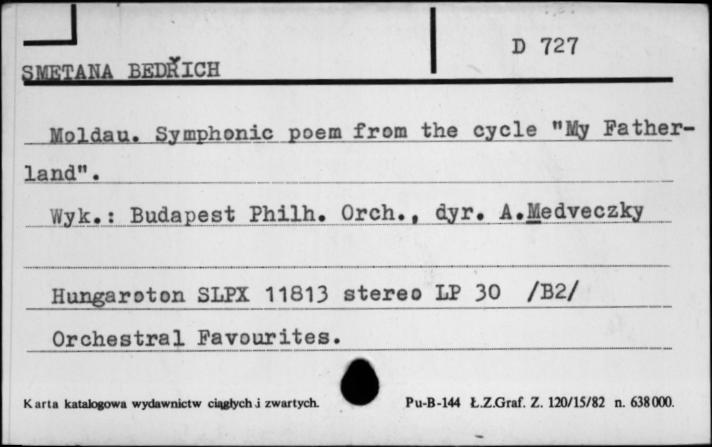 D 727
SMETANA BEDŘICH
Moldau. Symphonic poem from the cycle "My Father-
land".
Wyk.: Budapest Philh. Orch., dyr. A.Medveczky
Hungaroton SLPX 11813 stereo LP 30 /B2/
Orchestral Favourites.
Karta katalogowa wydawnictw ciągłych i zwartych. Pu-B-144 Ł.Z.Graf. Z. 120/15/82 n. 638000.